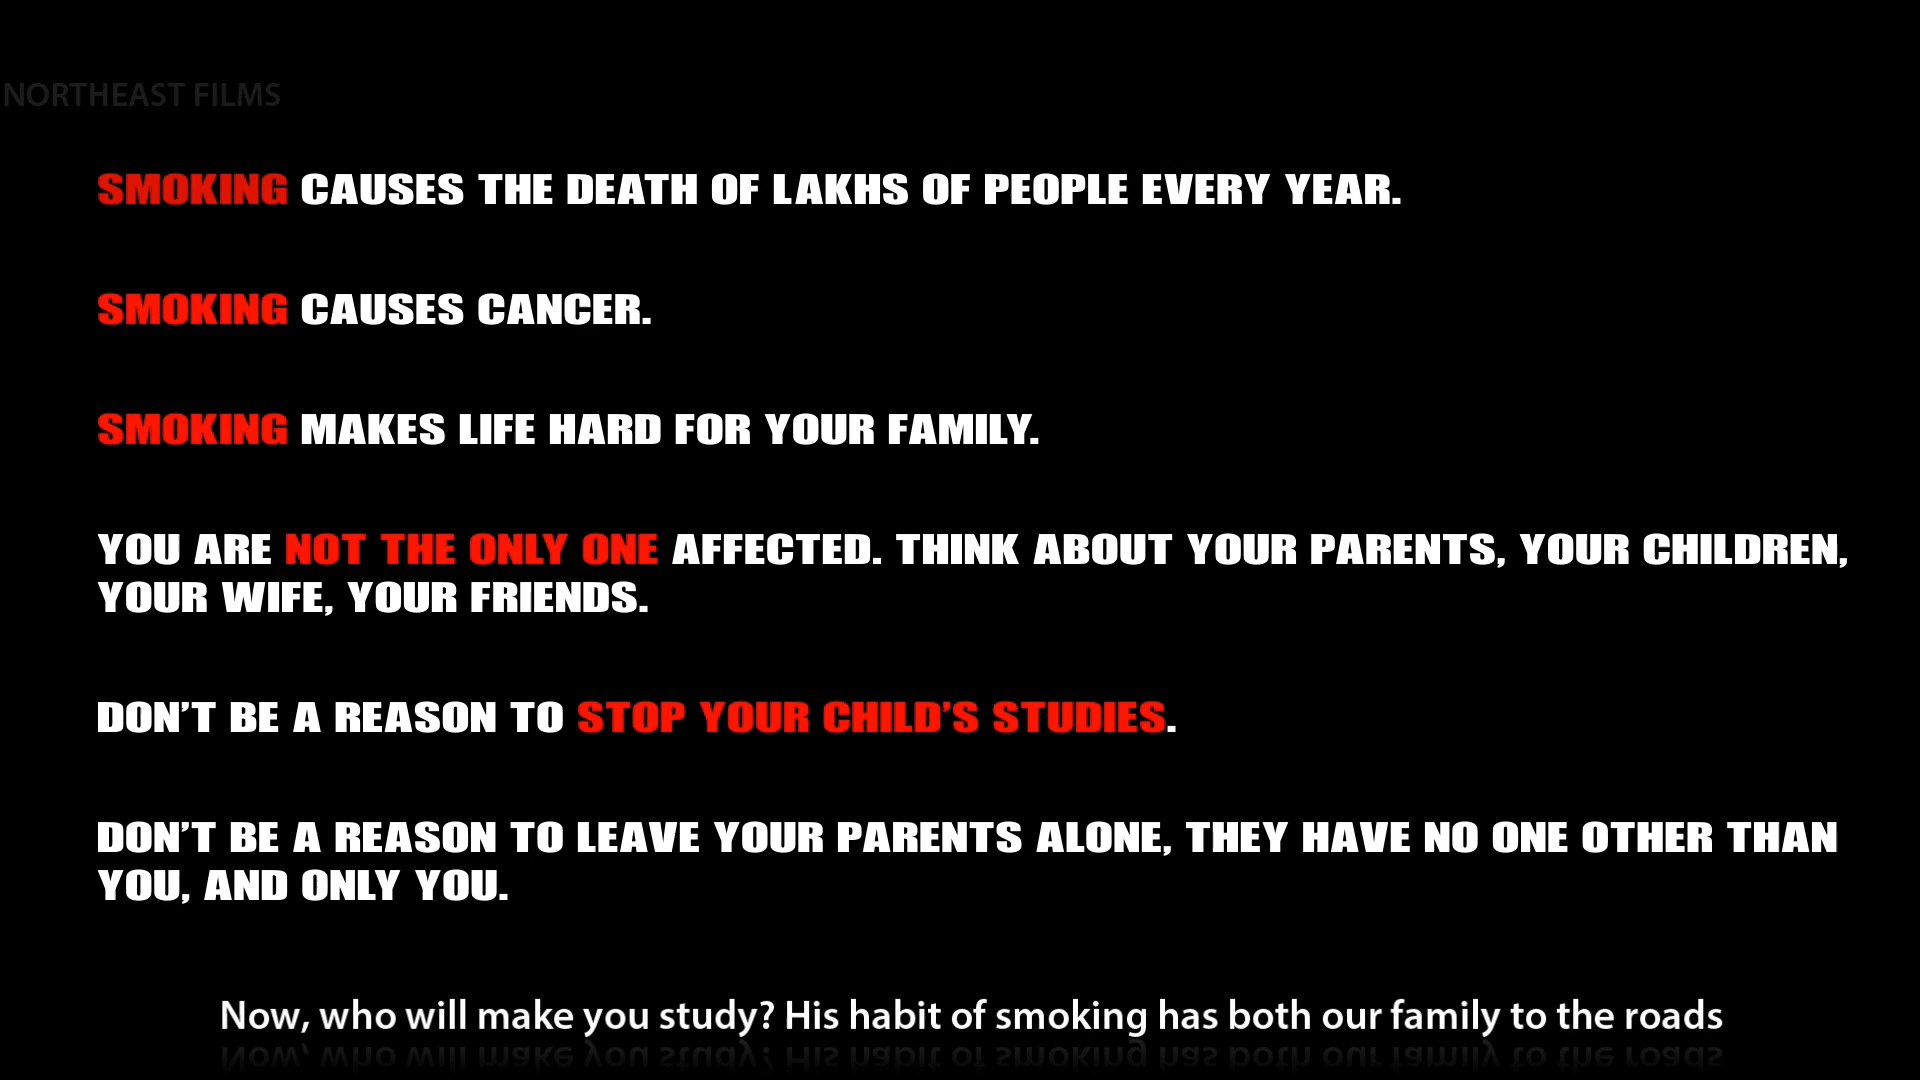 NORTHEAST FILMS
SMOKING CAUSES THE DEATH OF LAKHS OF PEOPLE EVERY YEAR.
SMOKING CAUSES CANCER.
SMOKING MAKES LIFE HARD FOR YOUR FAMILY.
YOU ARE NOT THE ONLY ONE AFFECTED. THINK ABOUT YOUR PARENTS, YOUR CHILDREN,
YOUR WIFE, YOUR FRIENDS.
DON’T BE A REASON TO STOP YOUR CHILD’S STUDIES.
DON’T BE A REASON TO LEAVE YOUR PARENTS ALONE, THEY HAVE NO ONE OTHER THAN
YOU, AND ONLY YOU.
Now, who will make you study? His habit of smoking has both our family to the roads